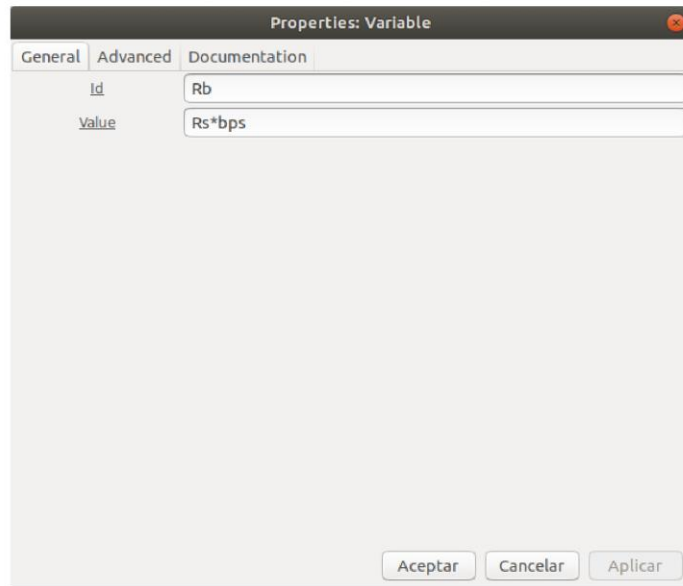 Properties: Variable
General Advanced Documentation
Id Rb
Value Rs*bps
Aceptar Cancelar Aplicar